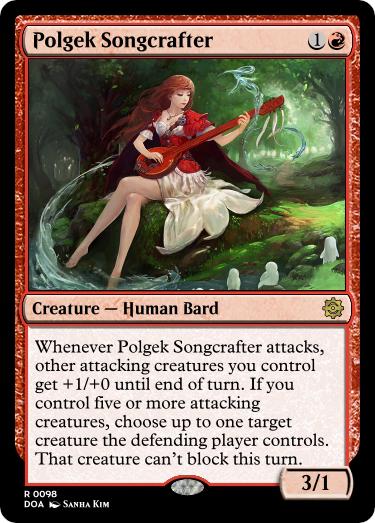 Polgek Songcrafter 1
Creature — Human Bard
Whenever Polgek Songcrafter attacks,
other attacking creatures you control
get +1/+0 until end of turn. If you
control five or more attacking
creatures, choose up to one target
creature the defending player controls.
That creature can't block this turn.
3/1
R 0098
DOA Sanha Kim